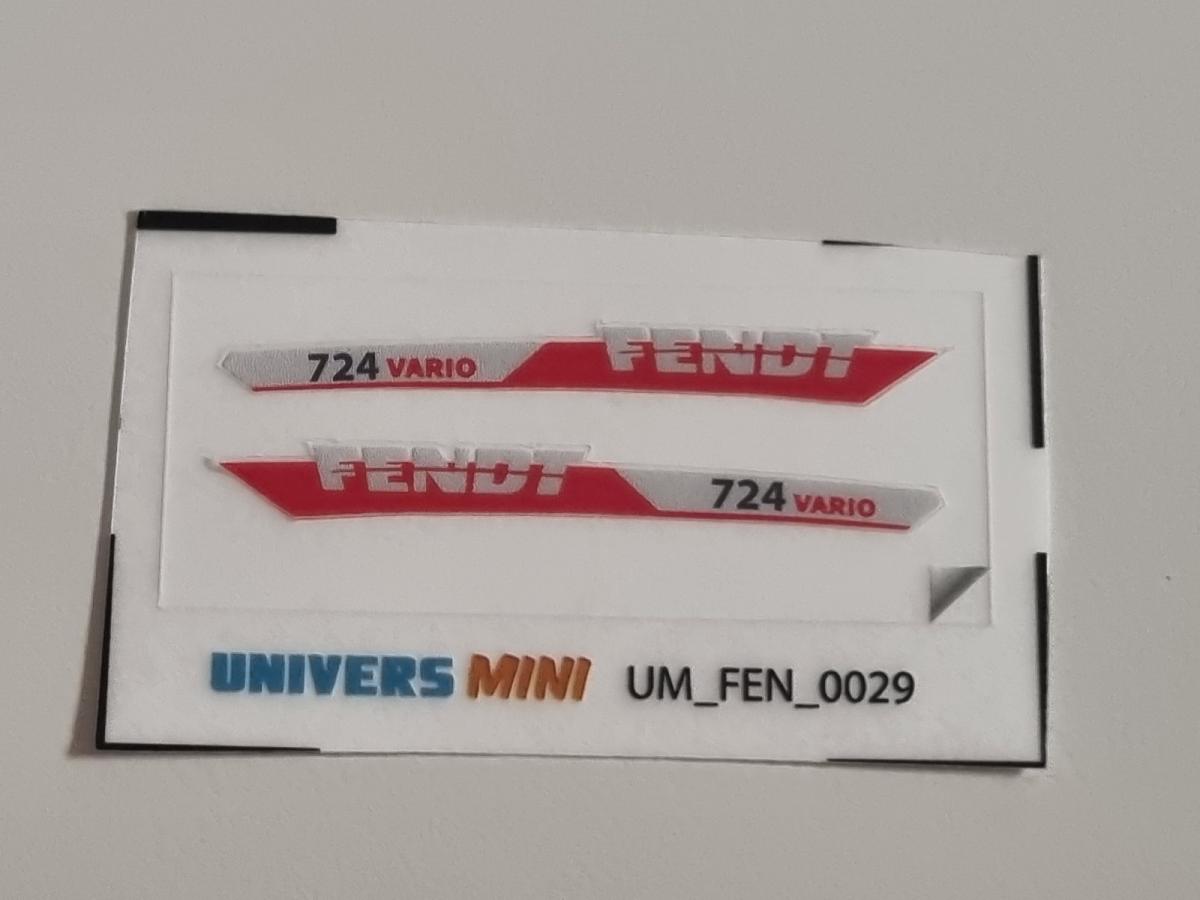 724 VARIO FENDT
FENDT 724 VARIO
UNIVERS MINI UM_FEN_0029